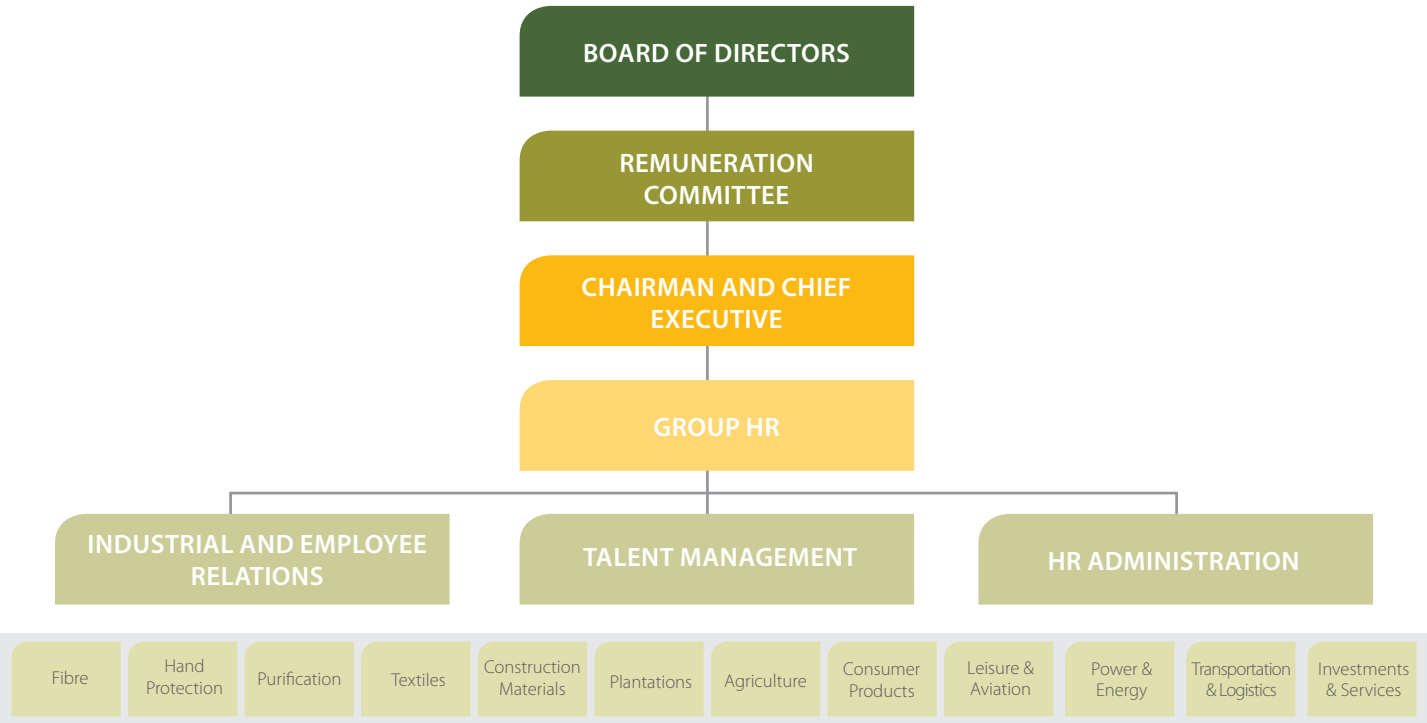 BOARD OF DIRECTORS
REMUNERATION
COMMITTEE
CHAIRMAN AND CHIEF
EXECUTIVE
GROUP HR
INDUSTRIAL AND EMPLOYEE
RELATIONS
TALENT MANAGEMENT
HR ADMINISTRATION
Fibre
Hand
Protection
Purification
Textiles
Construction
Materials
Plantations
Agriculture
Consumer
Products
Leisure &
Aviation
Power &
Energy
Transportation
& Logistics
Investments
& Services